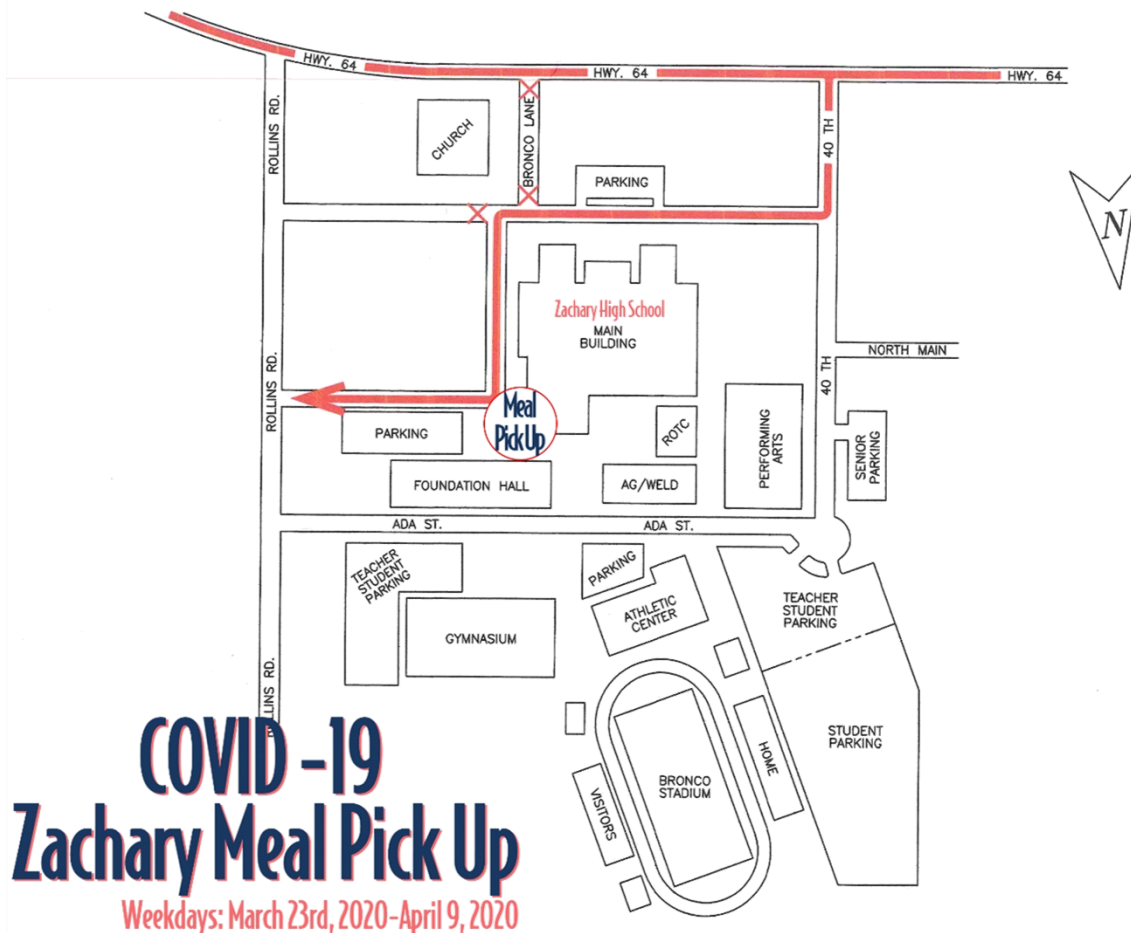 HWY. 64
HWY. 64
HWY. 64
ROLLINS RD.
CHURCH
BRONCO LANE
40 TH
PARKING
N
Zachary High School
MAIN
BUILDING
NORTH MAIN
ROLLINS RD.
40 TH
Meal
Pick Up
PARKING
ROTC
PERFORMING
ARTS
SENIOR
PARKING
FOUNDATION HALL
AG/WELD
ADA ST.
ADA ST.
TEACHER
STUDENT
PARKING
PARKING
ATHLETIC
CENTER
TEACHER
STUDENT
PARKING
GYMNASIUM
ROLLINS RD.
HOME
STUDENT
PARKING
BRONCO
STADIUM
VISITORS
COVID -19
Zachary Meal Pick Up
Weekdays: March 23rd, 2020-April 9, 2020